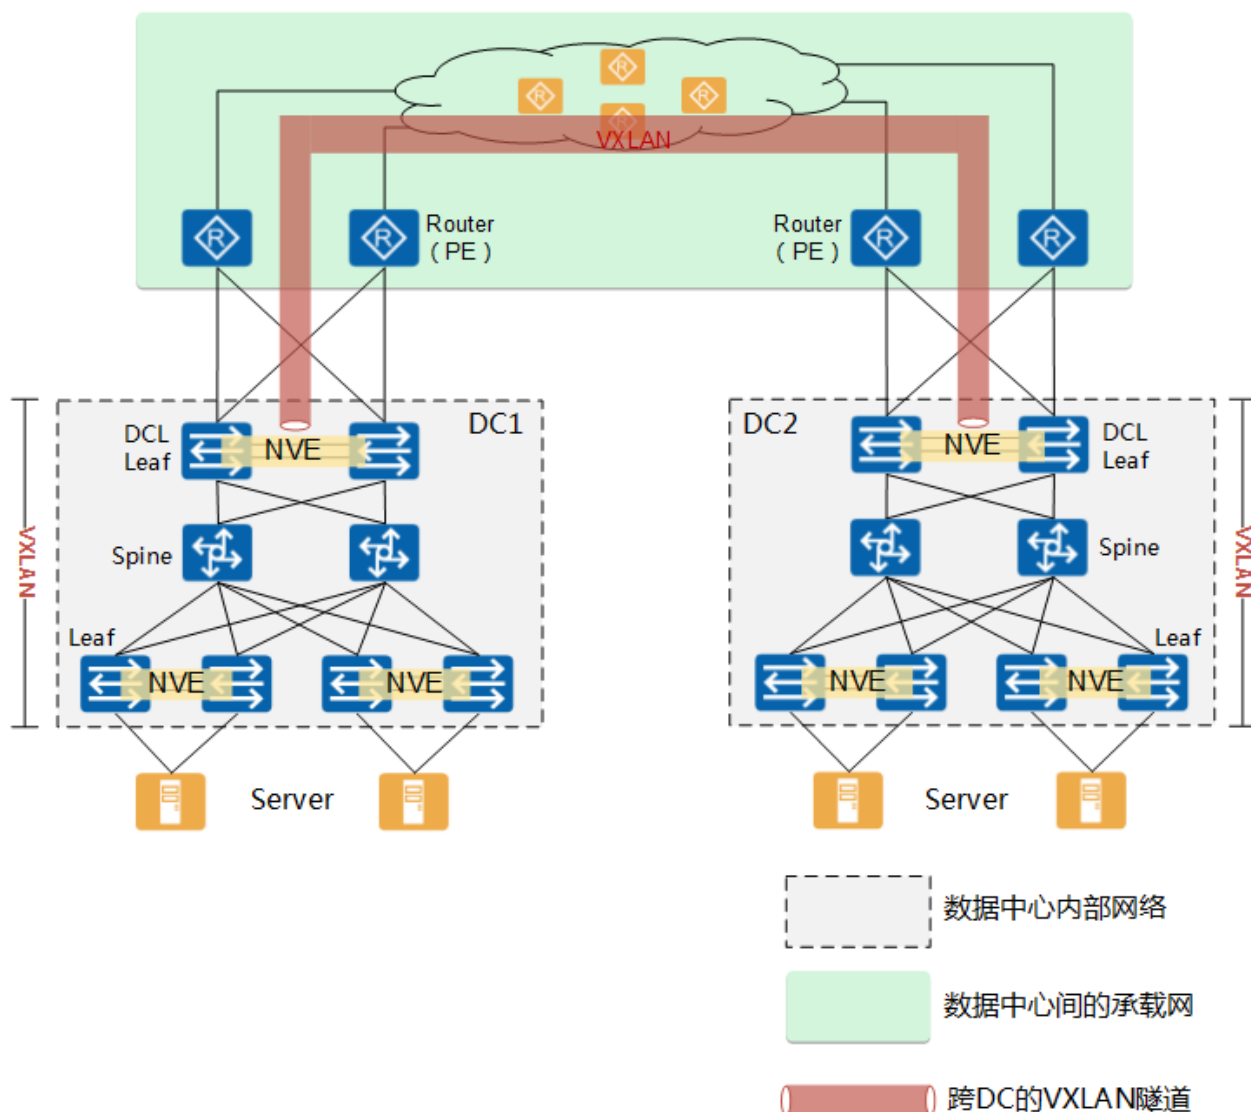 R
R
R
R
VXLAN
R
R
Router
( PE )
Router
( PE )
R
R
DCL
Leaf
NVE
DC1
DC2
NVE
DCL
Leaf
VXLAN
Spine
Spine
VXLAN
Leaf
Leaf
NVE
NVE
NVE
NVE
Server
Server
数据中心内部网络
数据中心间的承载网
跨DC的VXLAN隧道